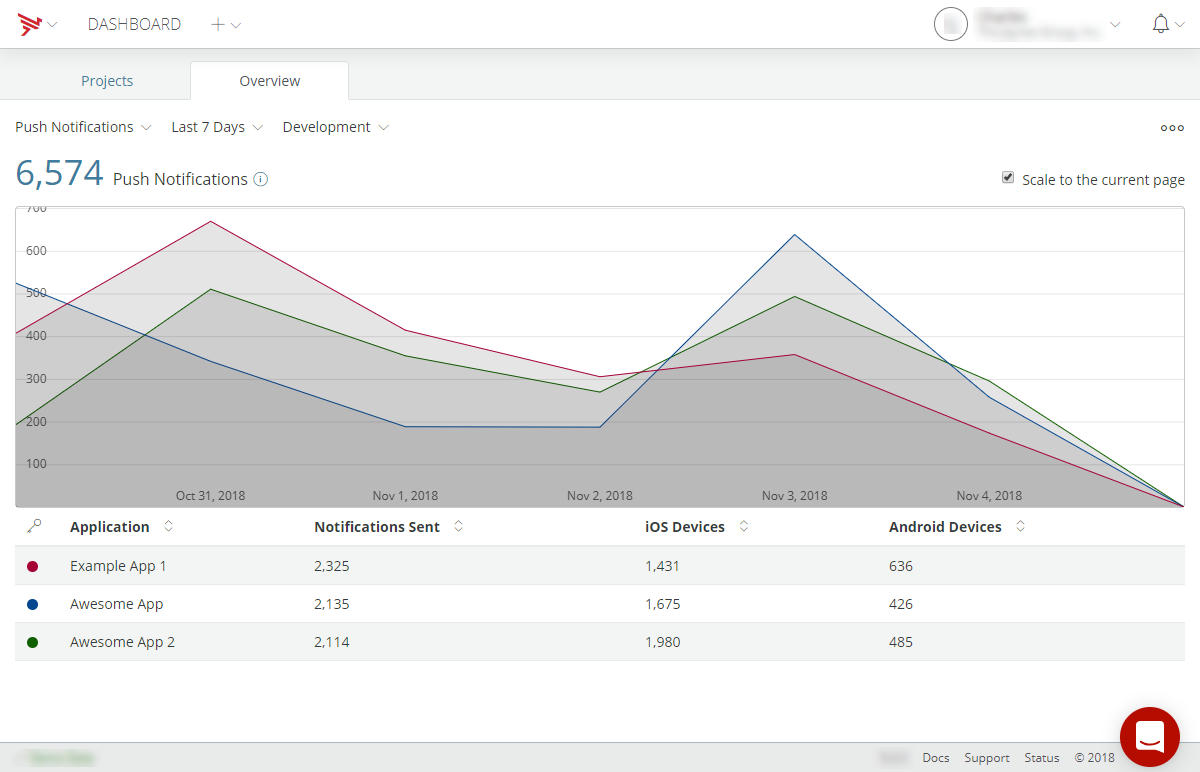 DASHBOARD
Projects Overview
Push Notifications Last 7 Days Development
6,574 Push Notifications Scale to the current page
700
600
500
400
300
200
100
Oct 31, 2018 Nov 1, 2018 Nov 2, 2018 Nov 3, 2018 Nov 4, 2018
Application Notifications Sent iOS Devices Android Devices
Example App 1 2,325 1,431 636
Awesome App 2,135 1,675 426
Awesome App 2 2,114 1,980 485
Docs Support Status © 2018